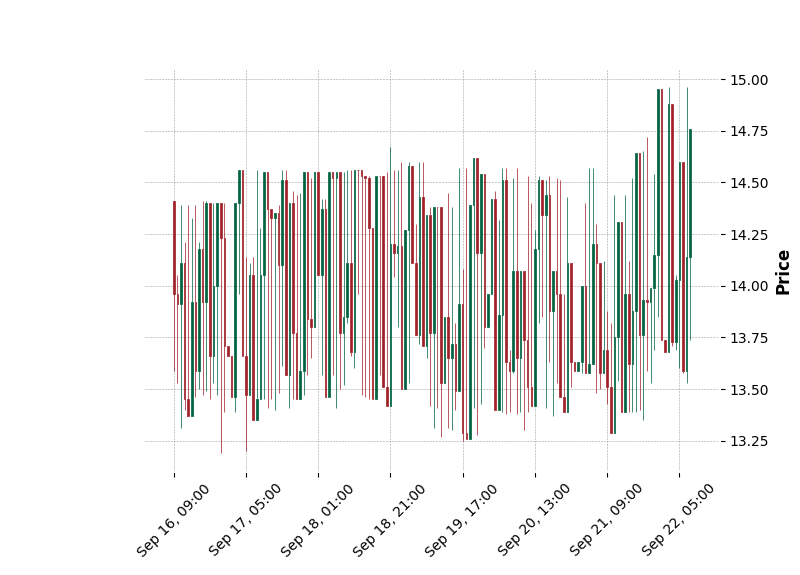 15.00
14.75
14.50
14.25
14.00
13.75
13.50
13.25
Price
Sep 16, 09:00
Sep 17, 05:00
Sep 18, 01:00
Sep 18, 21:00
Sep 19, 17:00
Sep 20, 13:00
Sep 21, 09:00
Sep 22, 05:00